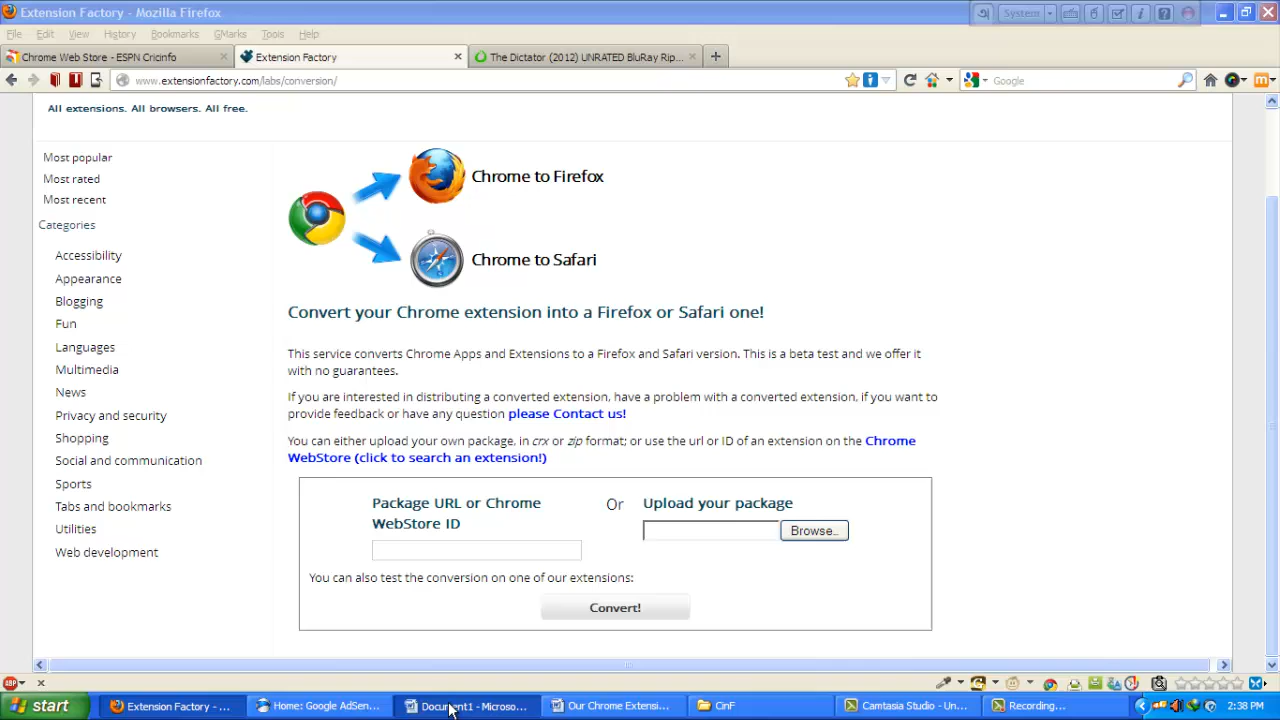 Extension Factory - Mozilla Firefox
System
File Edit View History Bookmarks GMarks Tools Help
Chrome Web Store - ESPN Cricinfo
Extension Factory
The Dictator (2012) UNRATED BluRay Rip...
www.extensionfactory.com/labs/conversion/
Google
All extensions. All browsers. All free.
Most popular
Most rated
Most recent
Categories
Accessibility
Appearance
Blogging
Fun
Languages
Multimedia
News
Privacy and security
Shopping
Social and communication
Sports
Tabs and bookmarks
Utilities
Web development
Chrome to Firefox
Chrome to Safari
Convert your Chrome extension into a Firefox or Safari one!
This service converts Chrome Apps and Extensions to a Firefox and Safari version. This is a beta test and we offer it
with no guarantees.
If you are interested in distributing a converted extension, have a problem with a converted extension, if you want to
provide feedback or have any question please Contact us!
You can either upload your own package, in crx or zip format; or use the url or ID of an extension on the Chrome
WebStore (click to search an extension!)
Package URL or Chrome
WebStore ID
Or
Upload your package
Browse...
You can also test the conversion on one of our extensions:
Convert!
ABP
start
Extension Factory - ...
Home: Google AdSen...
Document1 - Microso...
Our Chrome Extensi...
CinF
Camtasia Studio - Un...
Recording...
2:38 PM